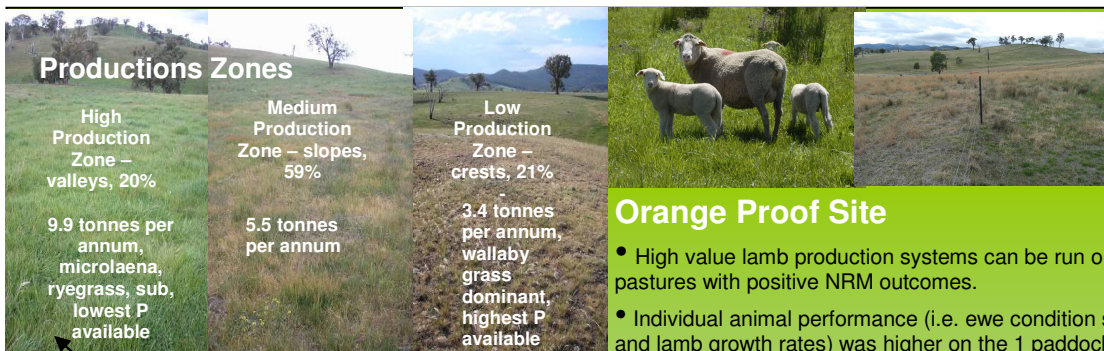 Productions Zones
High
Production
Zone –
valleys, 20%
9.9 tonnes per
annum,
microlaena,
ryegrass, sub,
lowest P
available
Medium
Production
Zone – slopes,
59%
5.5 tonnes
per annum
Low
Production
Zone –
crests, 21%
-
3.4 tonnes
per annum,
wallaby
grass
dominant,
highest P
available
Orange Proof Site
• High value lamb production systems can be run
pastures with positive NRM outcomes.
• Individual animal performance (i.e. ewe condition
and lamb growth rates) was higher on the 1